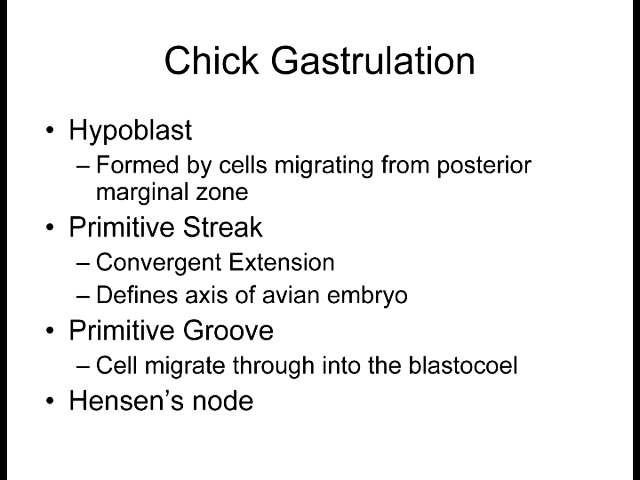 Chick Gastrulation
• Hypoblast
– Formed by cells migrating from posterior
marginal zone
• Primitive Streak
– Convergent Extension
– Defines axis of avian embryo
• Primitive Groove
– Cell migrate through into the blastocoel
• Hensen's node